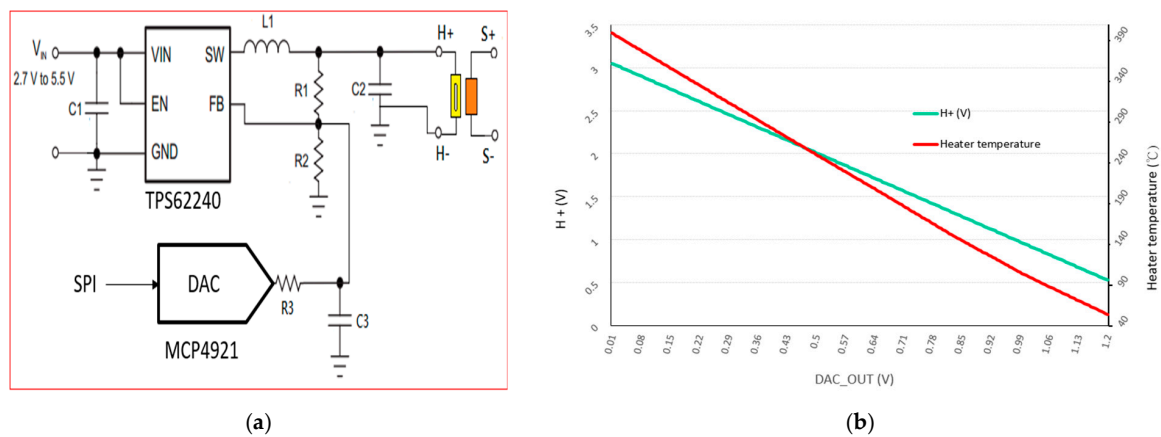 V_IN
2.7 V to 5.5 V
C1
VIN
EN
GND
SW
FB
TPS62240
L1
R1
R2
C2
H+
H-
S+
S-
SPI
DAC
MCP4921
R3
C3
(a)
3.5
3
2.5
2
1.5
1
0.5
0
H + (V)
H+ (V)
Heater temperature
390
340
290
240
190
140
90
40
Heater temperature (℃)
0.01 0.08 0.15 0.22 0.29 0.36 0.43 0.5 0.57 0.64 0.71 0.78 0.85 0.92 0.99 1.06 1.13 1.2
DAC_OUT (V)
(b)